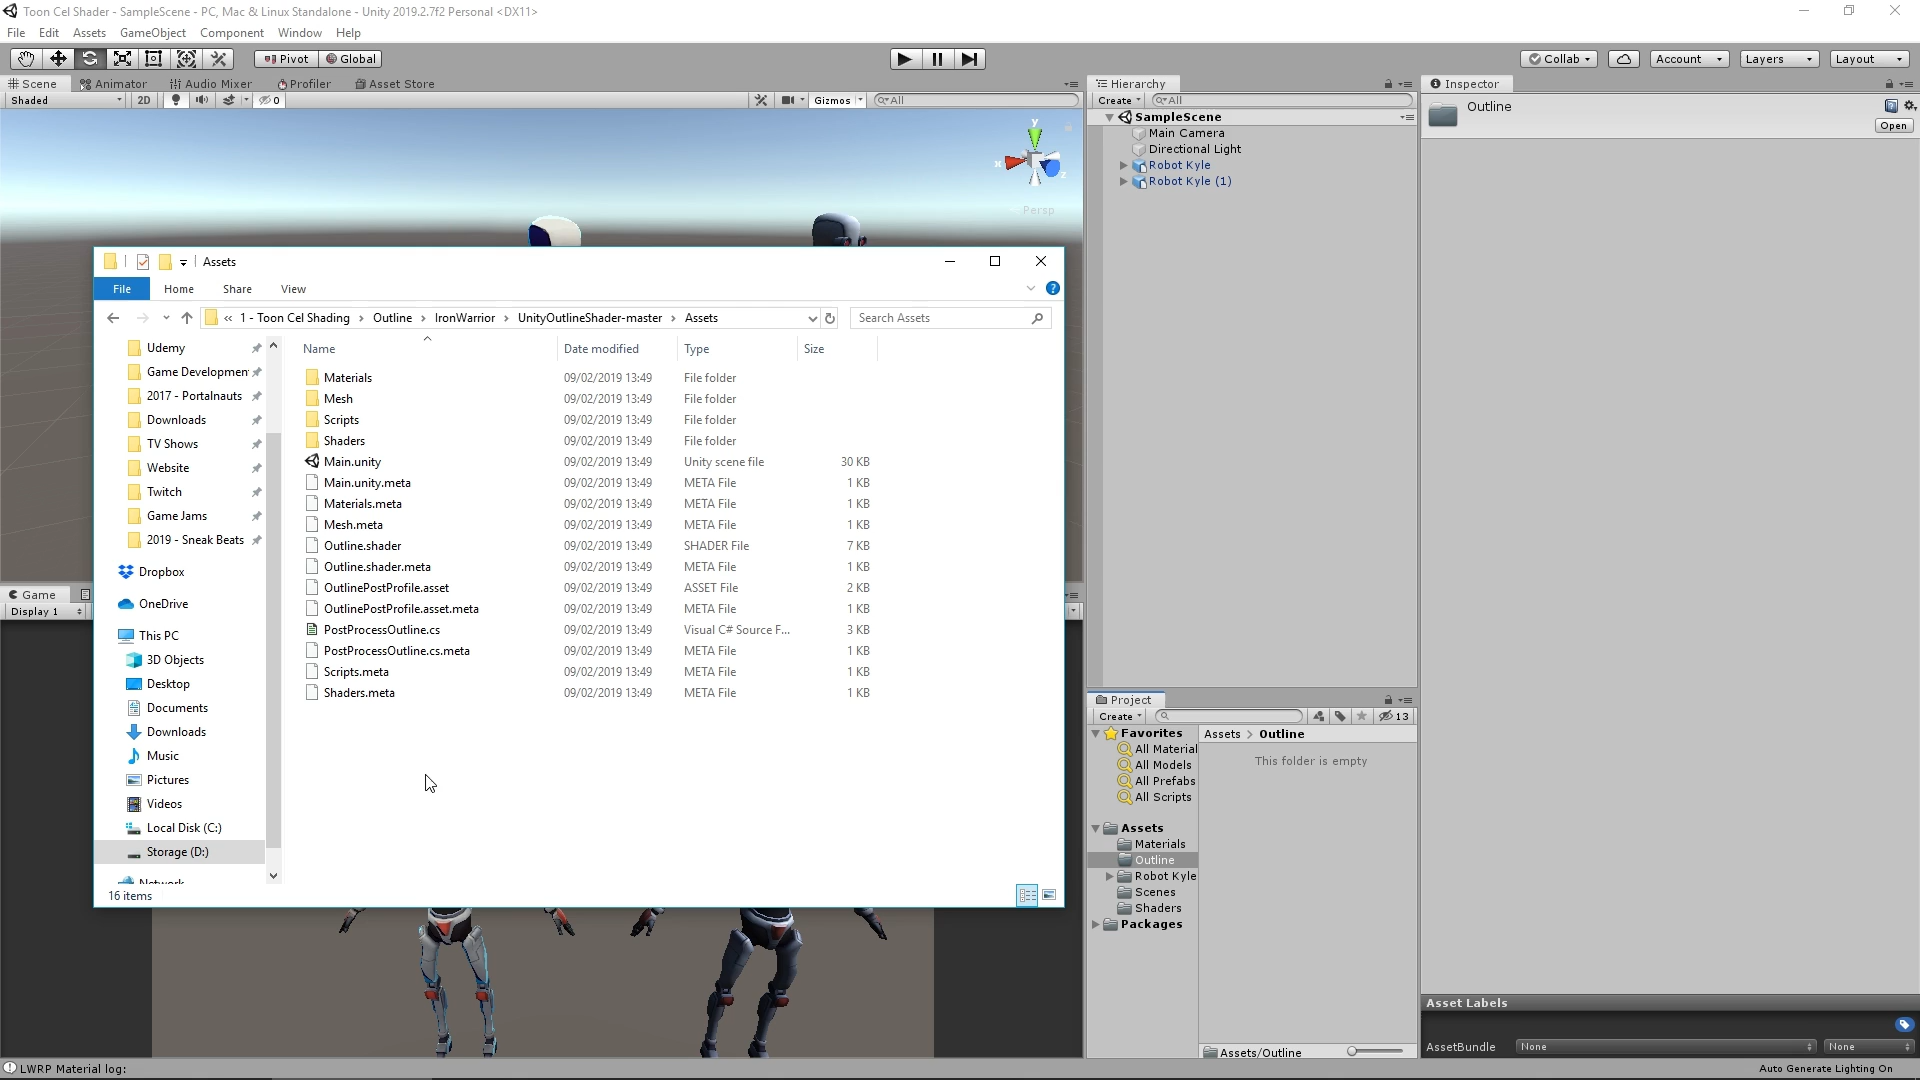 Toon Cel Shader - SampleScene - PC, Mac & Linux Standalone - Unity 2019.2.7f2 Personal <DX11>
File Edit Assets GameObject Component Window Help
Pivot Global Collab Account Layers Layout
Scene Animator Audio Mixer Profiler Asset Store
Shaded 2D 0 Gizmos All
y
x
z
Persp
Hierarchy
Create All
SampleScene
Main Camera
Directional Light
Robot Kyle
Robot Kyle (1)
Inspector
Outline
Open
Assets
File Home Share View
« 1 - Toon Cel Shading > Outline > IronWarrior > UnityOutlineShader-master > Assets
Search Assets
Udemy
Game Developmen
2017 - Portalnauts
Downloads
TV Shows
Website
Twitch
Game Jams
2019 - Sneak Beats
Dropbox
OneDrive
This PC
3D Objects
Desktop
Documents
Downloads
Music
Pictures
Videos
Local Disk (C:)
Storage (D:)
Network
Name Date modified Type Size
Materials 09/02/2019 13:49 File folder
Mesh 09/02/2019 13:49 File folder
Scripts 09/02/2019 13:49 File folder
Shaders 09/02/2019 13:49 File folder
Main.unity 09/02/2019 13:49 Unity scene file 30 KB
Main.unity.meta 09/02/2019 13:49 META File 1 KB
Materials.meta 09/02/2019 13:49 META File 1 KB
Mesh.meta 09/02/2019 13:49 META File 1 KB
Outline.shader 09/02/2019 13:49 SHADER File 7 KB
Outline.shader.meta 09/02/2019 13:49 META File 1 KB
OutlinePostProfile.asset 09/02/2019 13:49 ASSET File 2 KB
OutlinePostProfile.asset.meta 09/02/2019 13:49 META File 1 KB
PostProcessOutline.cs 09/02/2019 13:49 Visual C# Source F... 3 KB
PostProcessOutline.cs.meta 09/02/2019 13:49 META File 1 KB
Scripts.meta 09/02/2019 13:49 META File 1 KB
Shaders.meta 09/02/2019 13:49 META File 1 KB
16 items
Game
Display 1
Project
Create 13
Favorites
All Material
All Models
All Prefabs
All Scripts
Assets
Materials
Outline
Robot Kyle
Scenes
Shaders
Packages
Assets > Outline
This folder is empty
Assets/Outline
Asset Labels
AssetBundle None None
LWRP Material log:
Auto Generate Lighting On